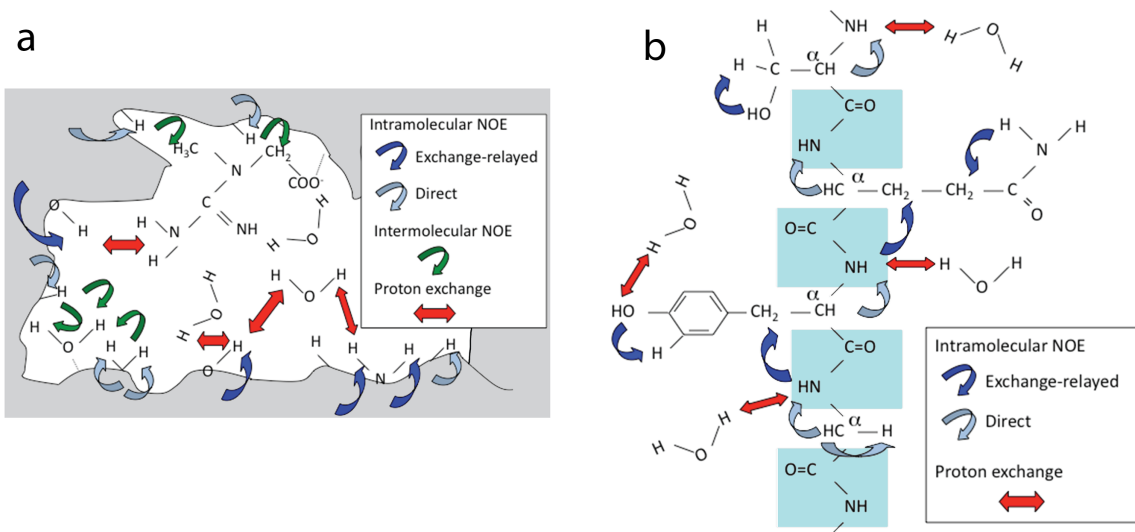 a
H
H
H₃C
N
CH₂
COO⁻
C
H
N
NH
H
O
H
H
O
H
H
O
H
H
H
O
H
O
H
H
H
O
H
H
H
H
O
H
H
H
N
H
Intramolecular NOE
Exchange-relayed
Direct
Intermolecular NOE
Proton exchange
b
NH
H
O
H
H
H
C
α
CH
HO
C=O
HN
H
H
N
α
HC
CH₂
CH₂
C
O
H
O
H
O=C
NH
H
O
H
HO
H
CH₂
α
CH
C=O
HN
H
H
O
HC
α
H
O=C
NH
Intramolecular NOE
Exchange-relayed
Direct
Proton exchange